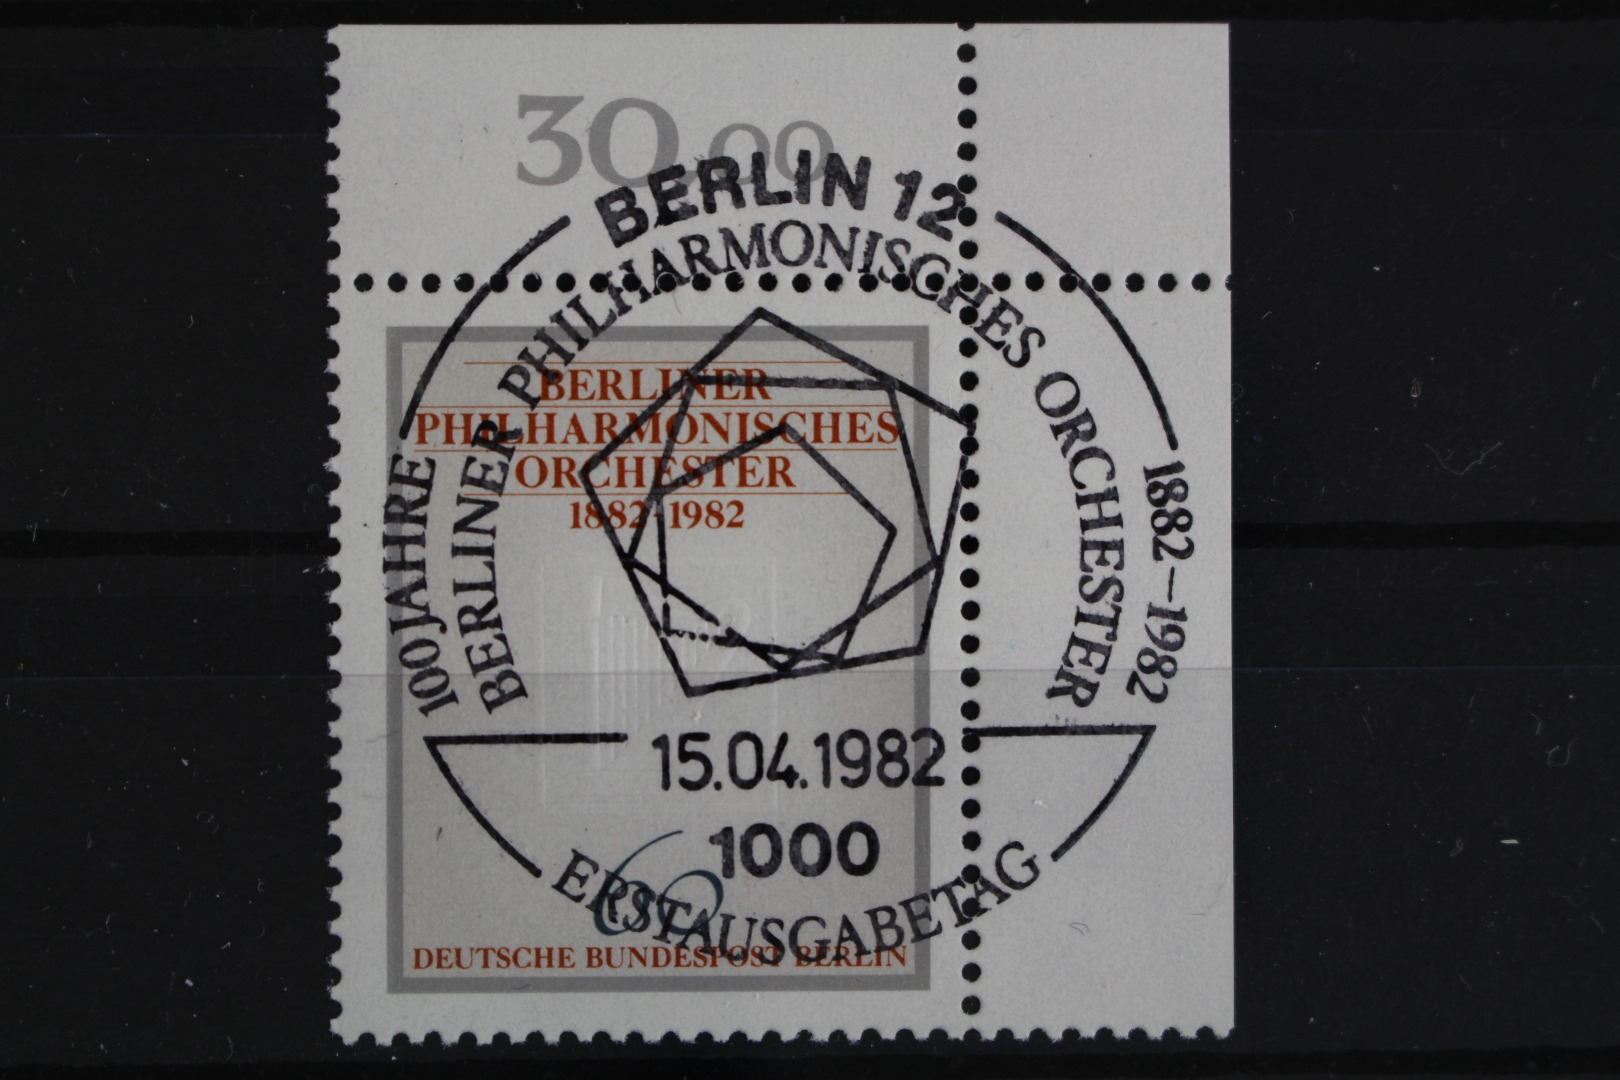 30,00
BERLIN 12
100 JAHRE
BERLINER PHILHARMONISCHES ORCHESTER
1882-1982
BERLINER
PHILHARMONISCHES
ORCHESTER
1882-1982
15.04.1982
1000
60
ERSTAUSGABETAG
DEUTSCHE BUNDESPOST BERLIN